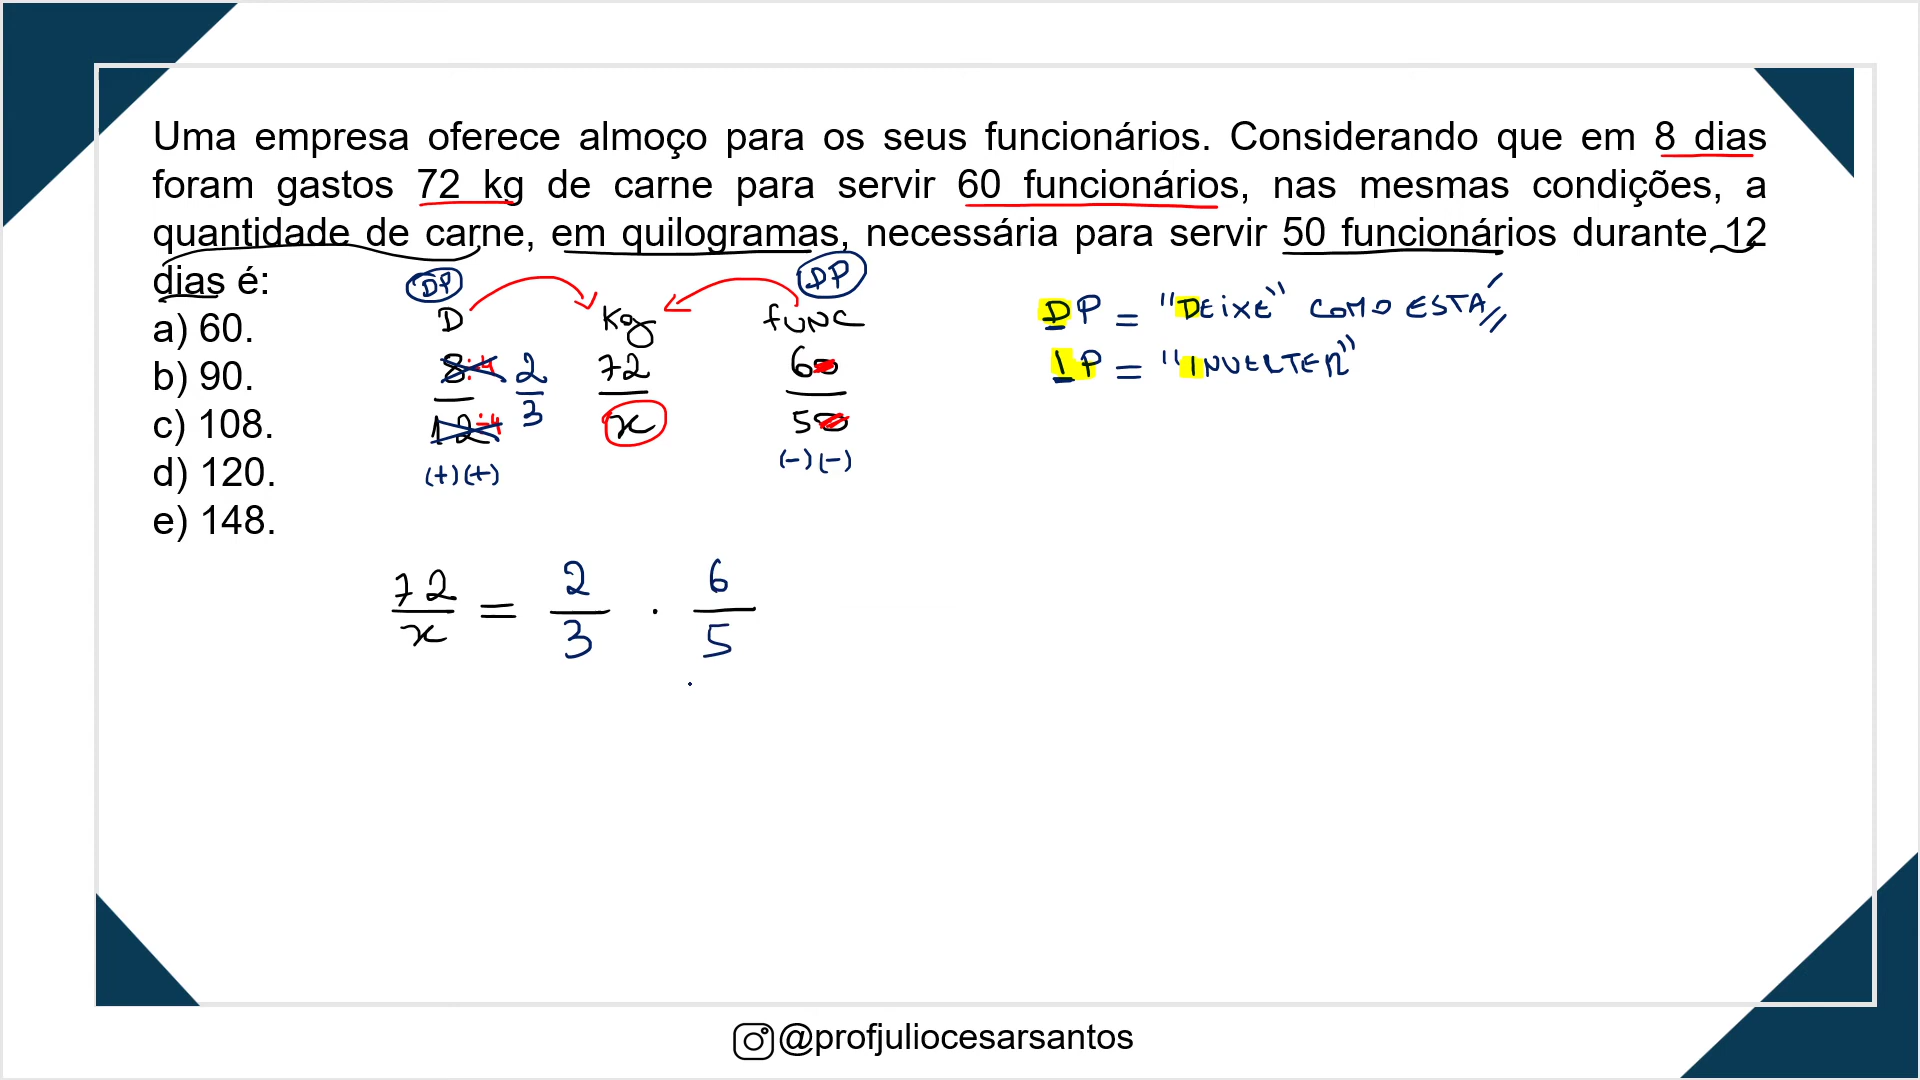 Uma empresa oferece almoço para os seus funcionários. Considerando que em 8 dias
foram gastos 72 kg de carne para servir 60 funcionários, nas mesmas condições, a
quantidade de carne, em quilogramas, necessária para servir 50 funcionários durante 12
dias é:
a) 60.
b) 90.
c) 108.
d) 120.
e) 148.
DP DP
D Kg FUNC
8 :4 2 72 60
12 ÷4 3 x 50
(+)(+) (-)(-)
DP = "DEIXE" COMO ESTÁ
IP = "INVERTER"
72 = 2 . 6
x 3 5
@profjuliocesarsantos